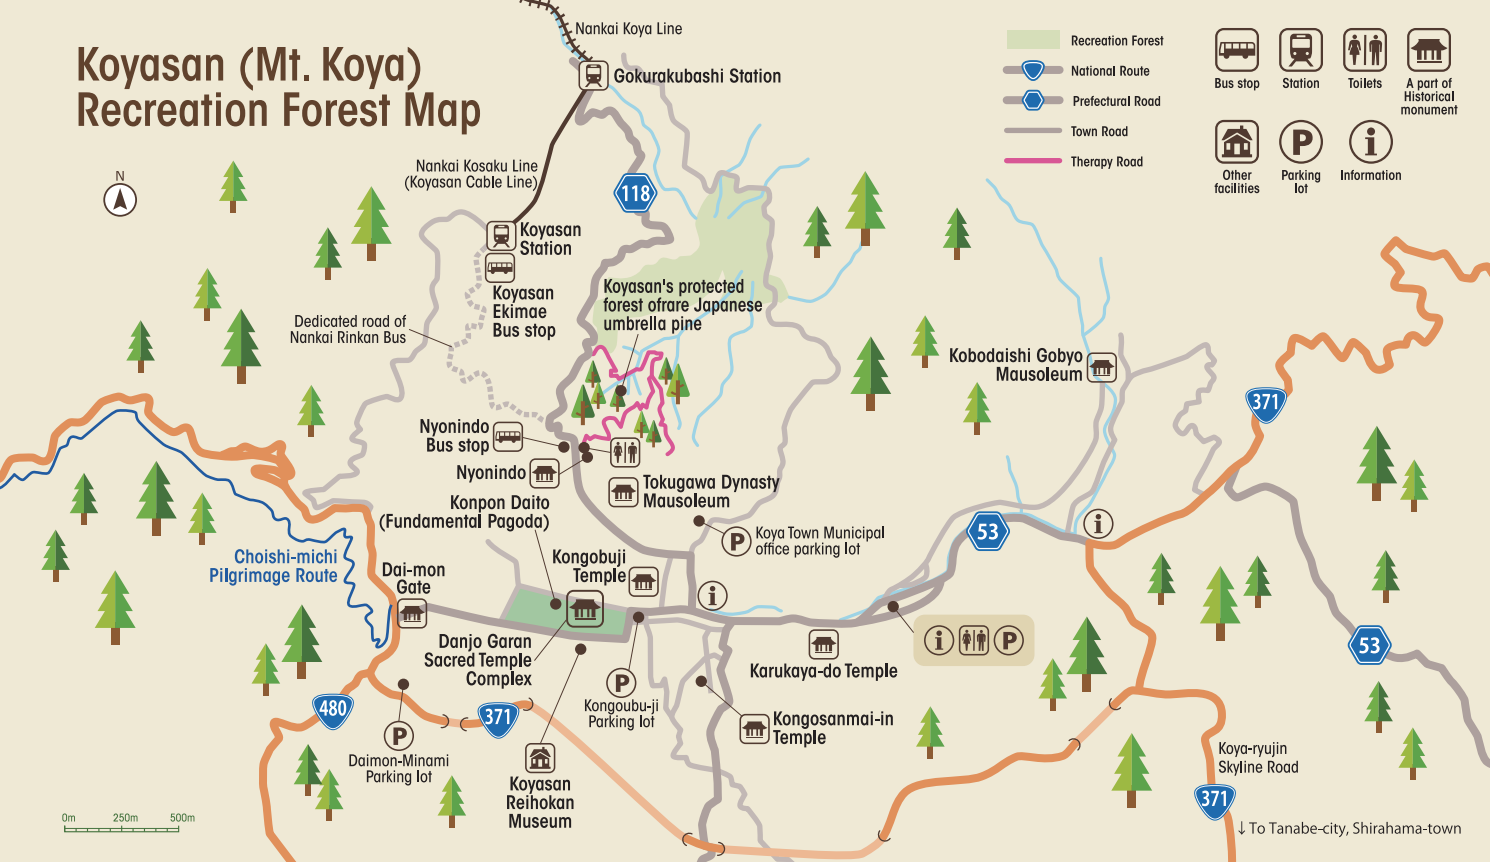 Koyasan (Mt. Koya)
Recreation Forest Map
N
Nankai Koya Line
Gokurakubashi Station
Nankai Kosaku Line
(Koyasan Cable Line)
118
Koyasan
Station
Koyasan
Ekimae
Bus stop
Dedicated road of
Nankai Rinkan Bus
Koyasan's protected
forest ofrare Japanese
umbrella pine
Recreation Forest
National Route
Prefectural Road
Town Road
Therapy Road
Bus stop
Station
Toilets
A part of
Historical
monument
Other
facilities
P
Parking
lot
i
Information
Kobodaishi Gobyo
Mausoleum
371
Nyonindo
Bus stop
Nyonindo
Tokugawa Dynasty
Mausoleum
Konpon Daito
(Fundamental Pagoda)
P
Koya Town Municipal
office parking lot
53
i
Choishi-michi
Pilgrimage Route
Dai-mon
Gate
Kongobuji
Temple
i
Danjo Garan
Sacred Temple
Complex
Karukaya-do Temple
i
P
53
P
Kongoubu-ji
Parking lot
480
371
P
Daimon-Minami
Parking lot
Kongosanmai-in
Temple
Koyasan
Reihokan
Museum
Koya-ryujin
Skyline Road
371
↓To Tanabe-city, Shirahama-town
0m 250m 500m